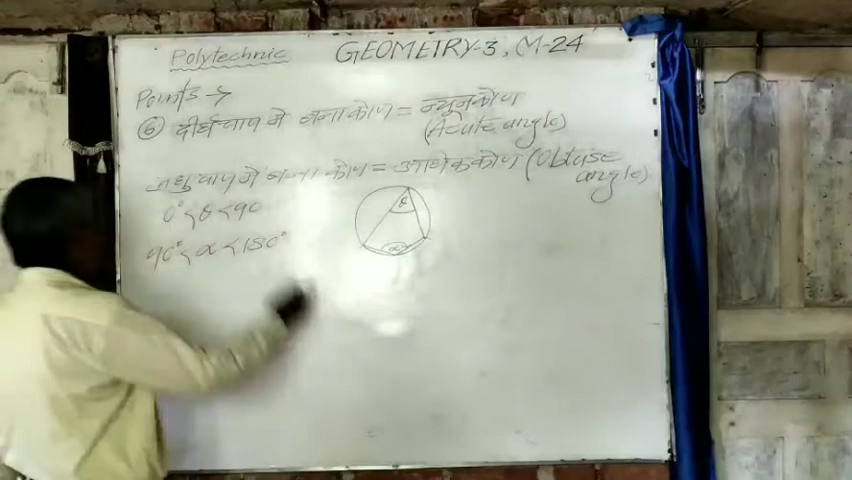 Polytechnic
GEOMETRY-3, M-24
Points →
⑥ दीर्घचाप में बना कोण = न्यूनकोण
(Acute angle)
लघु चाप में बना कोण = अधिककोण (Obtuse
angle)
0° < θ < 90
90° < α < 180°
θ
α